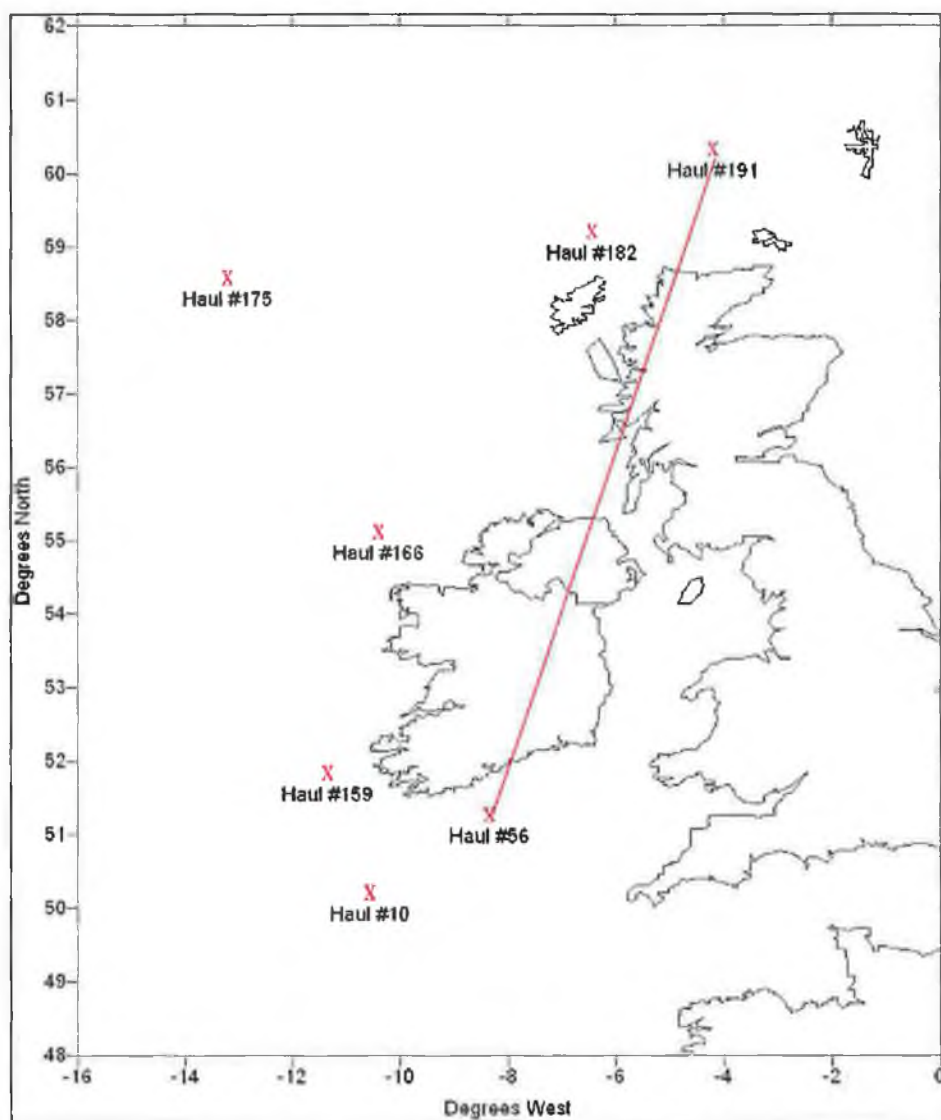 62
61
60
59
58
57
56
55
54
53
52
51
50
49
48
Degrees North
Haul #191
Haul #182
Haul #175
Haul #166
Haul #159
Haul #56
Haul #10
-16
-14
-12
-10
-8
-6
-4
-2
0
Degrees West